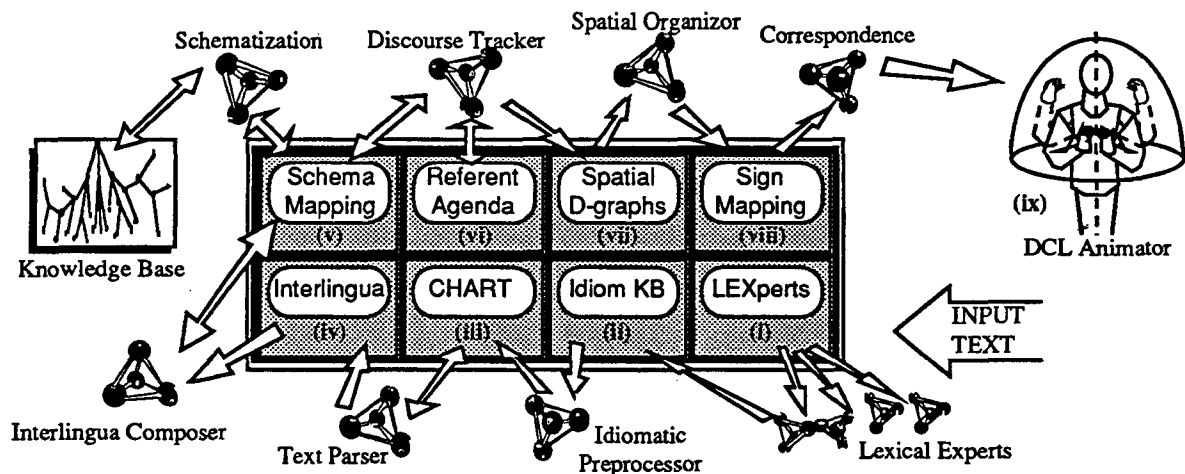 Spatial Organizor
Schematization
Discourse Tracker
Correspondence
Schema
Mapping
(v)
Referent
Agenda
(vi)
Spatial
D-graphs
(vii)
Sign
Mapping
(viii)
(ix)
DCL Animator
Knowledge Base
Interlingua
(iv)
CHART
(iii)
Idiom KB
(ii)
LEXperts
(i)
INPUT
TEXT
Interlingua Composer
Text Parser
Idiomatic
Preprocessor
Lexical Experts